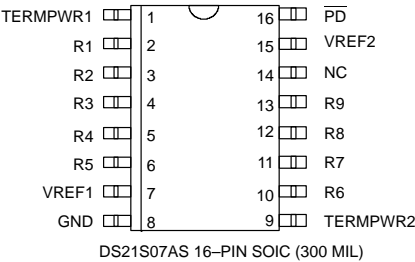 TERMPWR1 1 16 PD
R1 2 15 VREF2
R2 3 14 NC
R3 4 13 R9
R4 5 12 R8
R5 6 11 R7
VREF1 7 10 R6
GND 8 9 TERMPWR2
DS21S07AS 16–PIN SOIC (300 MIL)